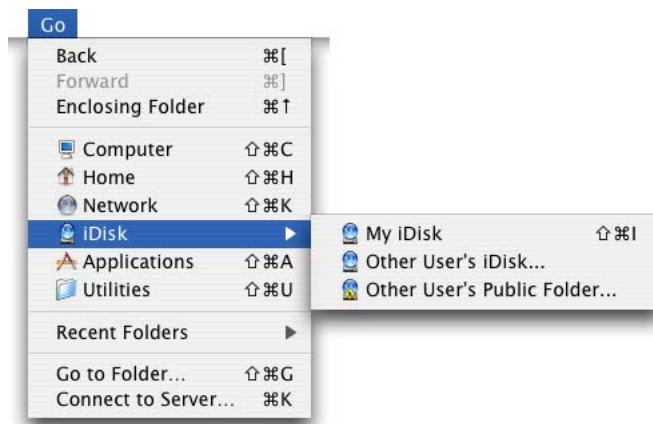 Go
Back ⌘[
Forward ⌘]
Enclosing Folder ⌘↑
Computer ⇧⌘C
Home ⇧⌘H
Network ⇧⌘K
iDisk
My iDisk ⇧⌘I
Other User's iDisk...
Other User's Public Folder...
Applications ⇧⌘A
Utilities ⇧⌘U
Recent Folders
Go to Folder... ⇧⌘G
Connect to Server... ⌘K